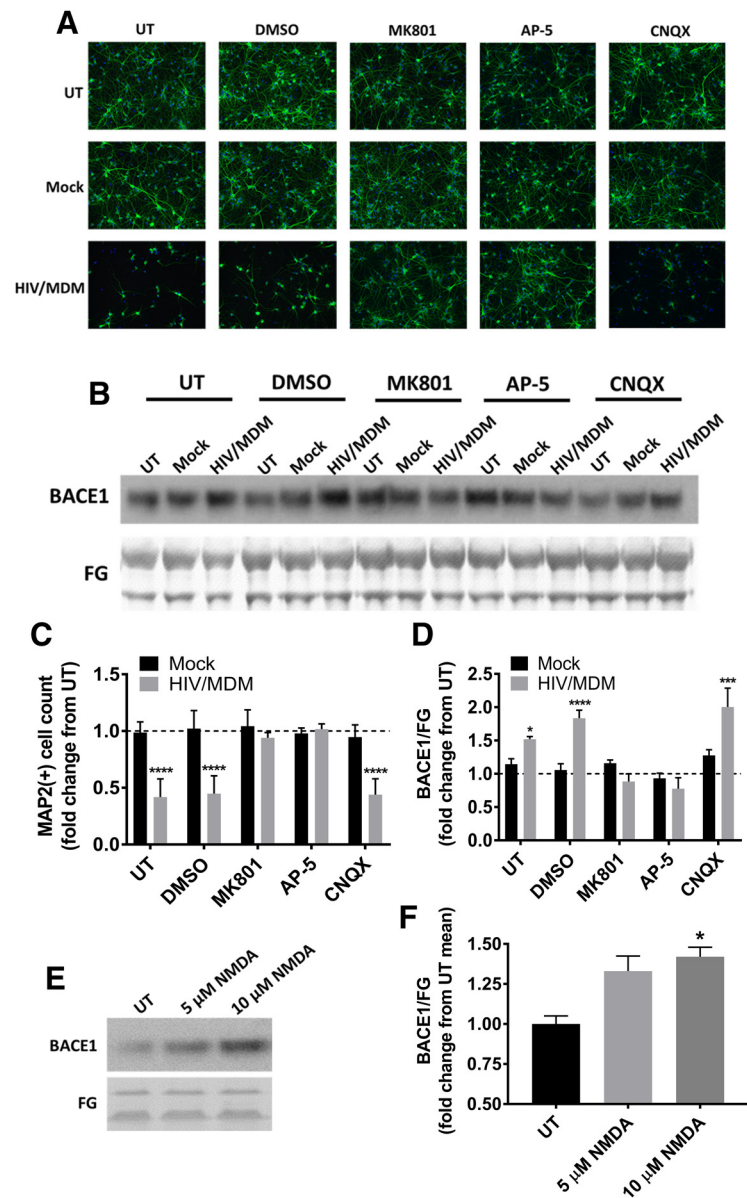 A
UT DMSO MK801 AP-5 CNQX
UT
Mock
HIV/MDM
B
UT DMSO MK801 AP-5 CNQX
UT Mock HIV/MDM UT Mock HIV/MDM UT Mock HIV/MDM UT Mock HIV/MDM UT Mock HIV/MDM
BACE1
FG
C
Mock
HIV/MDM
MAP2(+) cell count
(fold change from UT)
1.5
1.0
0.5
0.0
**** **** ****
UT DMSO MK801 AP-5 CNQX
D
Mock
HIV/MDM
BACE1/FG
(fold change from UT)
2.5
2.0
1.5
1.0
0.5
0.0
* **** ***
UT DMSO MK801 AP-5 CNQX
E
UT 5 µM NMDA 10 µM NMDA
BACE1
FG
F
BACE1/FG
(fold change from UT mean)
1.50
1.25
1.00
0.75
0.50
*
UT 5 µM NMDA 10 µM NMDA